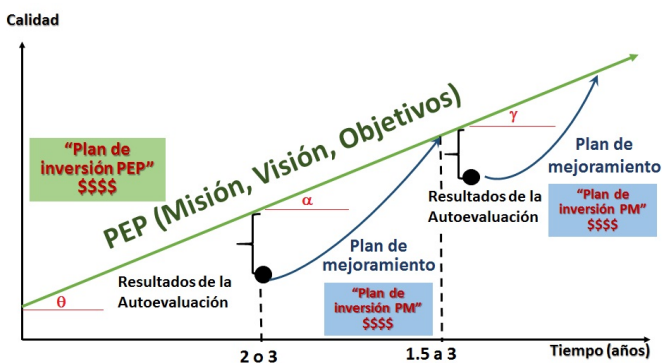 Calidad
“Plan de
inversión PEP”
$$$$
PEP (Misión, Visión, Objetivos)
θ
α
γ
Resultados de la
Autoevaluación
Plan de
mejoramiento
“Plan de
inversión PM”
$$$$
Resultados de la
Autoevaluación
Plan de
mejoramiento
“Plan de
inversión PM”
$$$$
2 o 3
1.5 a 3
Tiempo (años)